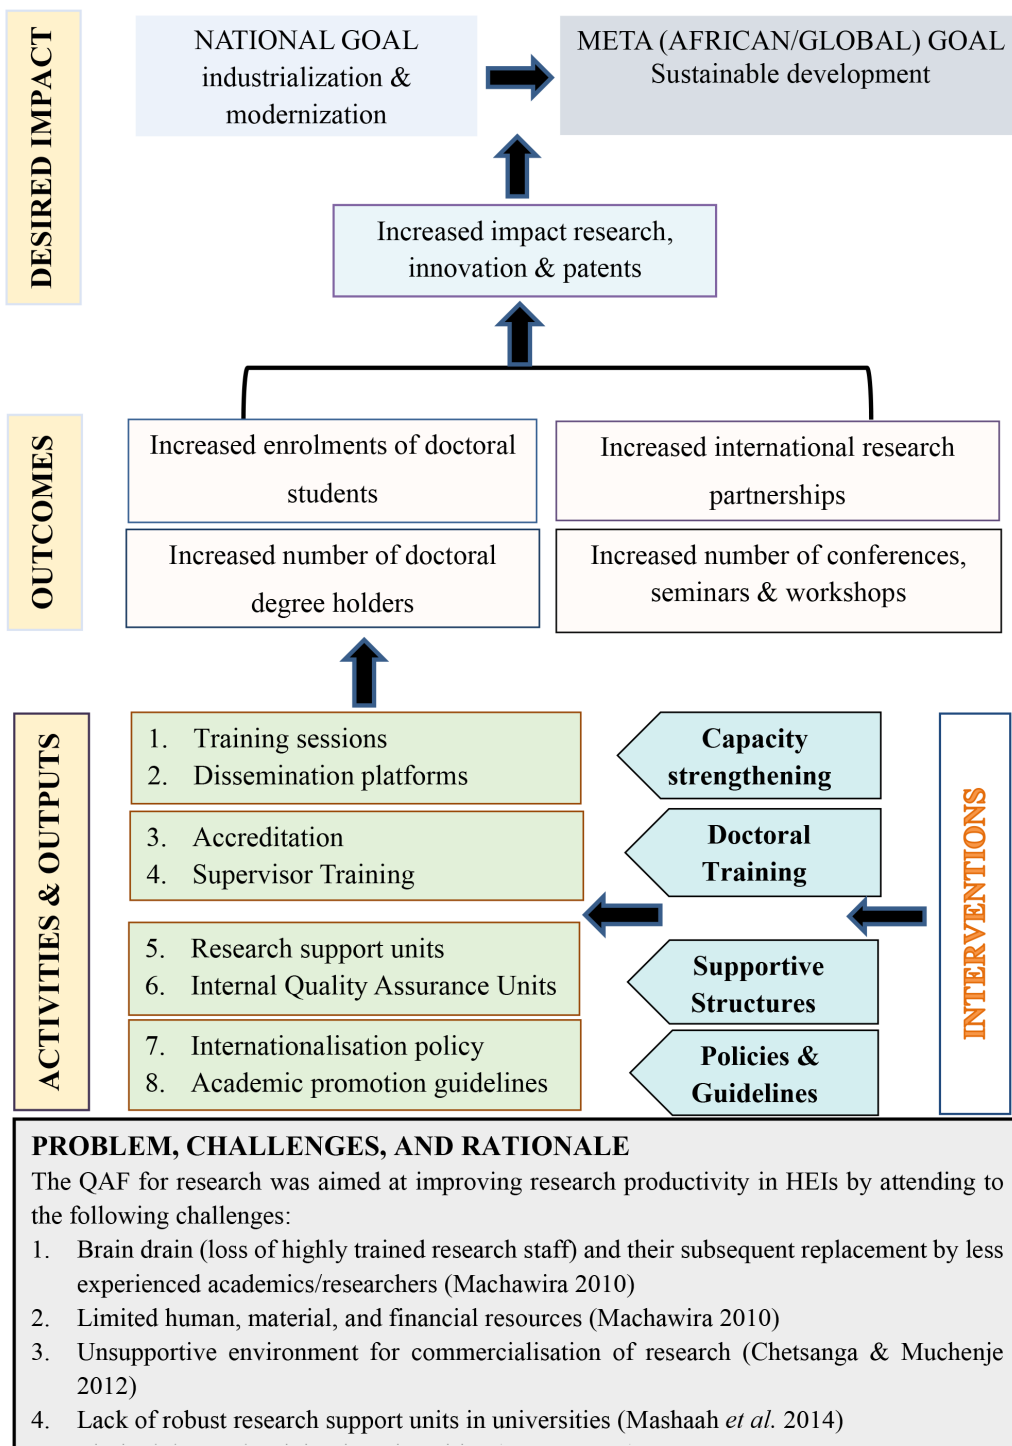 DESIRED IMPACT
NATIONAL GOAL
industrialization &
modernization
META (AFRICAN/GLOBAL) GOAL
Sustainable development
Increased impact research,
innovation & patents
OUTCOMES
Increased enrolments of doctoral
students
Increased international research
partnerships
Increased number of doctoral
degree holders
Increased number of conferences,
seminars & workshops
ACTIVITIES & OUTPUTS
1. Training sessions
2. Dissemination platforms
3. Accreditation
4. Supervisor Training
5. Research support units
6. Internal Quality Assurance Units
7. Internationalisation policy
8. Academic promotion guidelines
Capacity
strengthening
Doctoral
Training
Supportive
Structures
Policies &
Guidelines
INTERVENTIONS
PROBLEM, CHALLENGES, AND RATIONALE
The QAF for research was aimed at improving research productivity in HEIs by attending to
the following challenges:
1. Brain drain (loss of highly trained research staff) and their subsequent replacement by less
experienced academics/researchers (Machawira 2010)
2. Limited human, material, and financial resources (Machawira 2010)
3. Unsupportive environment for commercialisation of research (Chetsanga & Muchenje
2012)
4. Lack of robust research support units in universities (Mashaah et al. 2014)